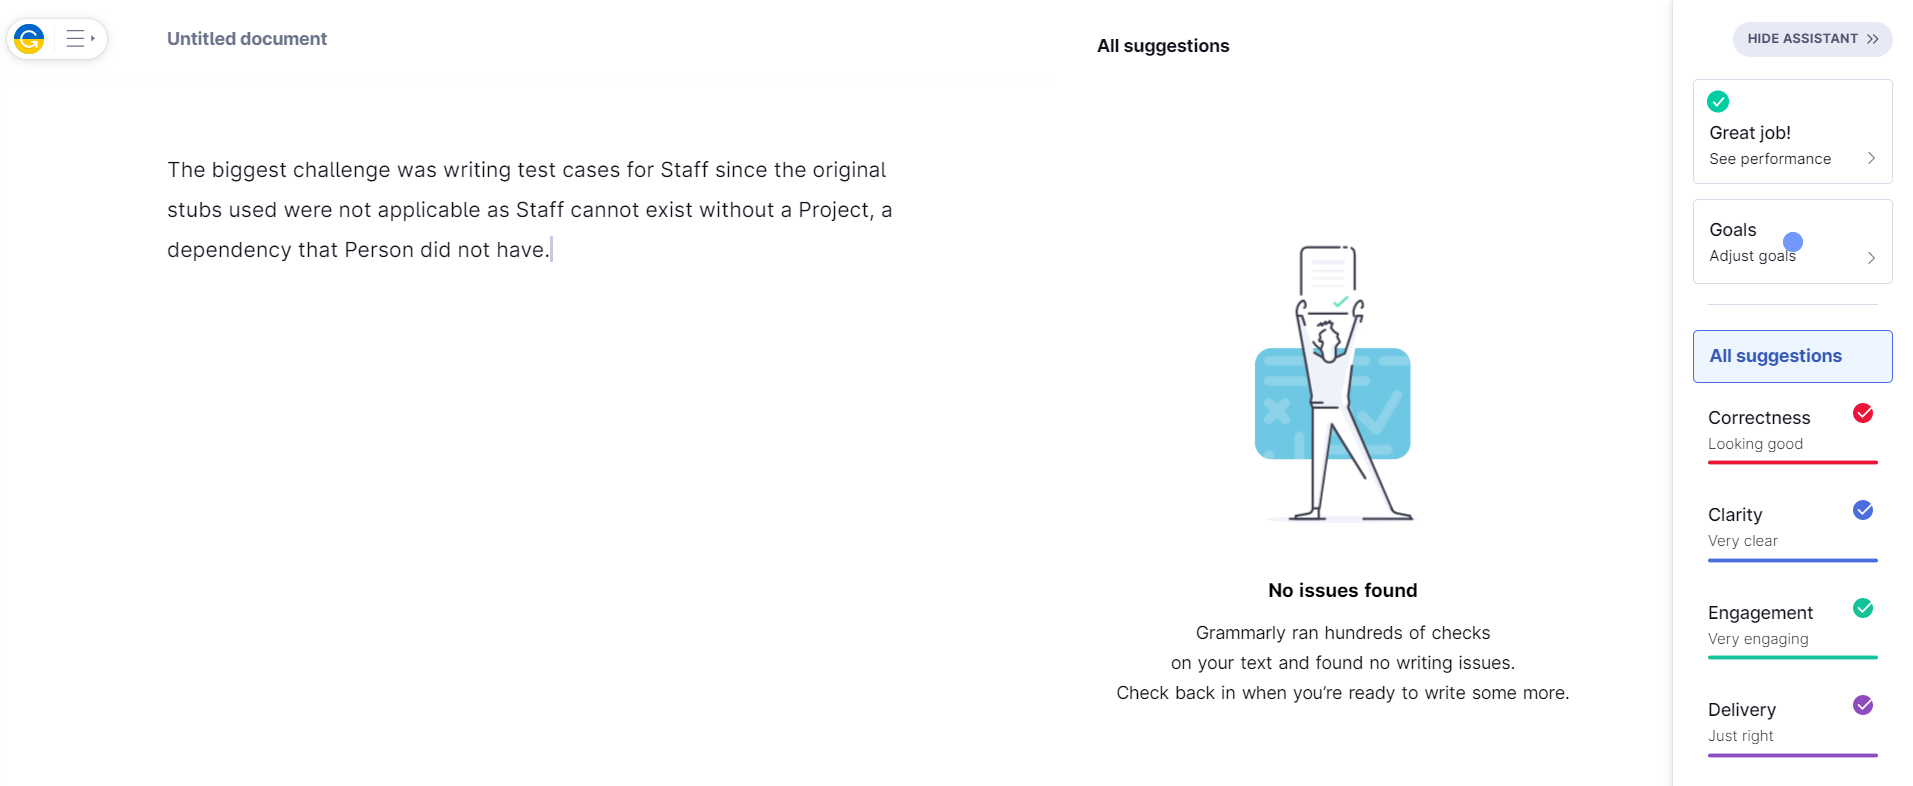 Untitled document
The biggest challenge was writing test cases for Staff since the original
stubs used were not applicable as Staff cannot exist without a Project, a
dependency that Person did not have.
All suggestions
No issues found
Grammarly ran hundreds of checks
on your text and found no writing issues.
Check back in when you're ready to write some more.
HIDE ASSISTANT
Great job!
See performance
Goals
Adjust goals
All suggestions
Correctness
Looking good
Clarity
Very clear
Engagement
Very engaging
Delivery
Just right